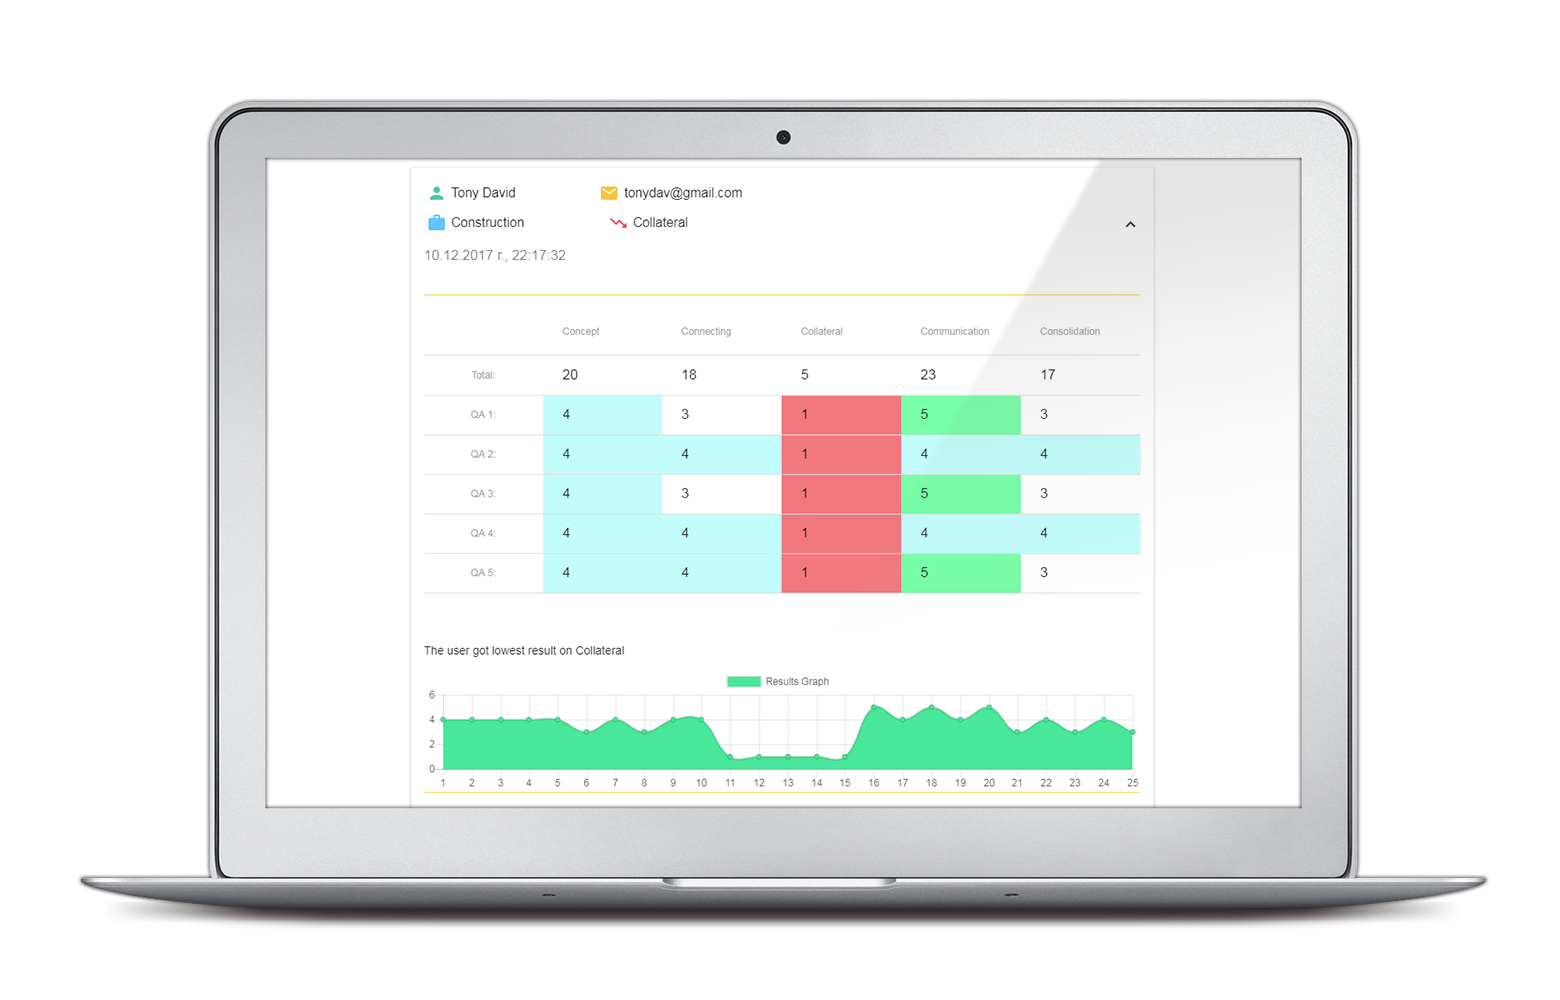 Tony David tonydav@gmail.com
Construction Collateral
10.12.2017 г., 22:17:32
Concept Connecting Collateral Communication Consolidation
Total: 20 18 5 23 17
QA 1: 4 3 1 5 3
QA 2: 4 4 1 4 4
QA 3: 4 3 1 5 3
QA 4: 4 4 1 4 4
QA 5: 4 4 1 5 3
The user got lowest result on Collateral
Results Graph
6
4
2
0
1 2 3 4 5 6 7 8 9 10 11 12 13 14 15 16 17 18 19 20 21 22 23 24 25